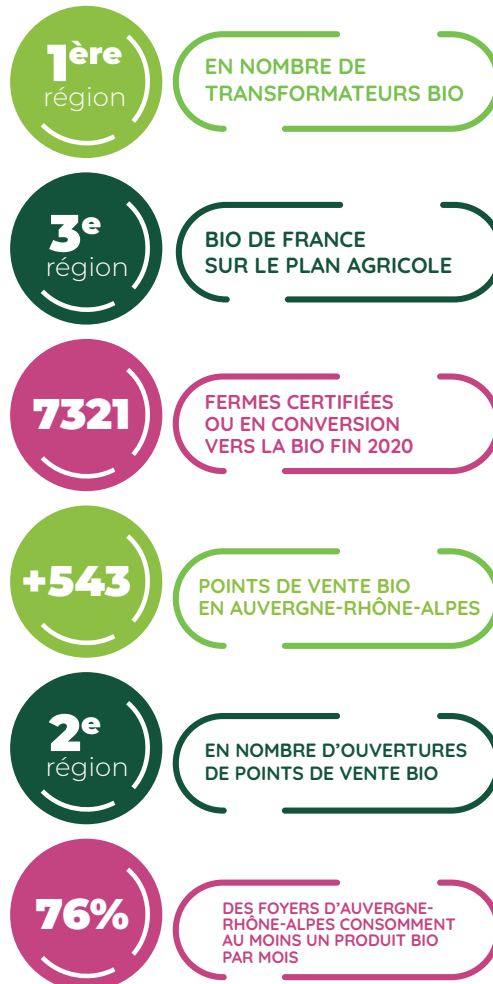 1ère
région
EN NOMBRE DE
TRANSFORMATEURS BIO
3e
région
BIO DE FRANCE
SUR LE PLAN AGRICOLE
7321
FERMES CERTIFIÉES
OU EN CONVERSION
VERS LA BIO FIN 2020
+543
POINTS DE VENTE BIO
EN AUVERGNE-RHÔNE-ALPES
2e
région
EN NOMBRE D'OUVERTURES
DE POINTS DE VENTE BIO
76%
DES FOYERS D'AUVERGNE-
RHÔNE-ALPES CONSOMMENT
AU MOINS UN PRODUIT BIO
PAR MOIS